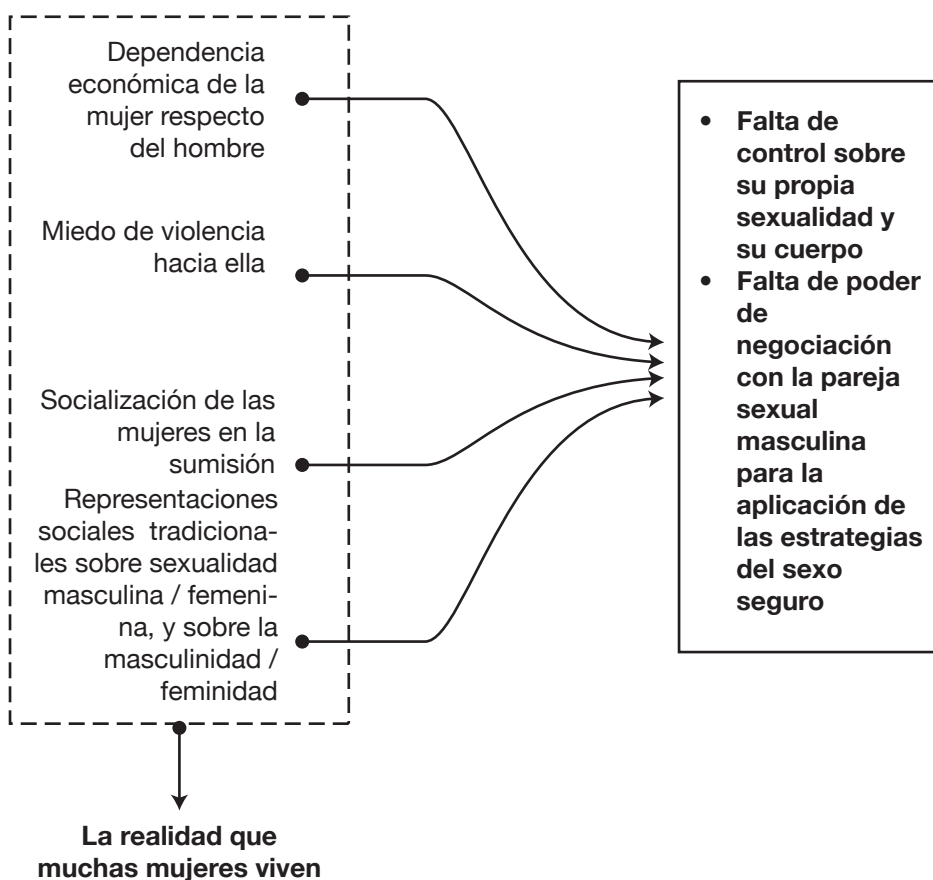 Dependencia
económica de la
mujer respecto
del hombre
Miedo de violencia
hacia ella
Socialización de las
mujeres en la
sumisión
Representaciones
sociales tradiciona-
les sobre sexualidad
masculina / femeni-
na, y sobre la
masculinidad /
feminidad
La realidad que
muchas mujeres viven
• Falta de
control sobre
su propia
sexualidad y
su cuerpo
• Falta de poder
de
negociación
con la pareja
sexual
masculina
para la
aplicación de
las estrategias
del sexo
seguro